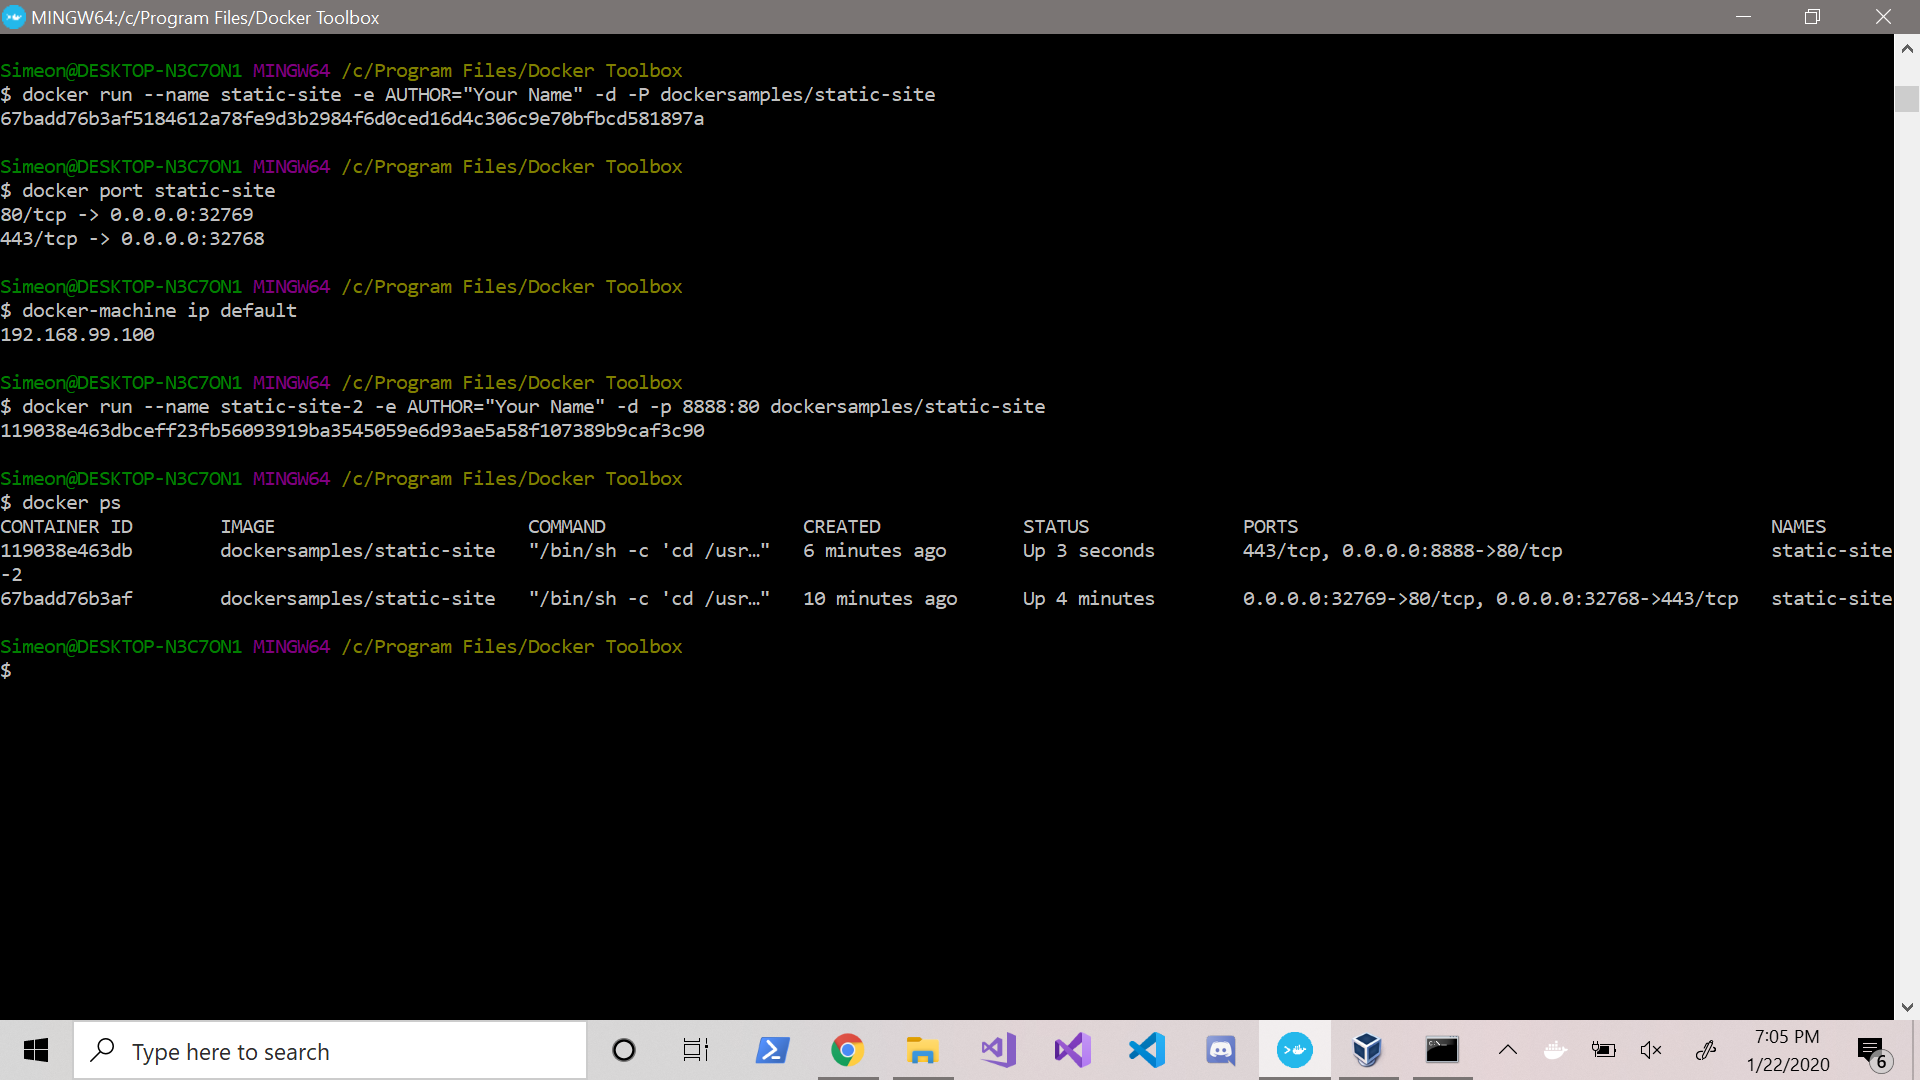 MINGW64:/c/Program Files/Docker Toolbox
Simeon@DESKTOP-N3C7ON1 MINGW64 /c/Program Files/Docker Toolbox
$ docker run --name static-site -e AUTHOR="Your Name" -d -P dockersamples/static-site
67badd76b3af5184612a78fe9d3b2984f6d0ced16d4c306c9e70bfbcd581897a
Simeon@DESKTOP-N3C7ON1 MINGW64 /c/Program Files/Docker Toolbox
$ docker port static-site
80/tcp -> 0.0.0.0:32769
443/tcp -> 0.0.0.0:32768
Simeon@DESKTOP-N3C7ON1 MINGW64 /c/Program Files/Docker Toolbox
$ docker-machine ip default
192.168.99.100
Simeon@DESKTOP-N3C7ON1 MINGW64 /c/Program Files/Docker Toolbox
$ docker run --name static-site-2 -e AUTHOR="Your Name" -d -p 8888:80 dockersamples/static-site
119038e463dbceff23fb56093919ba3545059e6d93ae5a58f107389b9caf3c90
Simeon@DESKTOP-N3C7ON1 MINGW64 /c/Program Files/Docker Toolbox
$ docker ps
CONTAINER ID        IMAGE                       COMMAND                  CREATED             STATUS              PORTS                                           NAMES
119038e463db        dockersamples/static-site   "/bin/sh -c 'cd /usr…"   6 minutes ago       Up 3 seconds        443/tcp, 0.0.0.0:8888->80/tcp                   static-site
-2
67badd76b3af        dockersamples/static-site   "/bin/sh -c 'cd /usr…"   10 minutes ago      Up 4 minutes        0.0.0.0:32769->80/tcp, 0.0.0.0:32768->443/tcp   static-site
Simeon@DESKTOP-N3C7ON1 MINGW64 /c/Program Files/Docker Toolbox
$
Type here to search
7:05 PM
1/22/2020
6